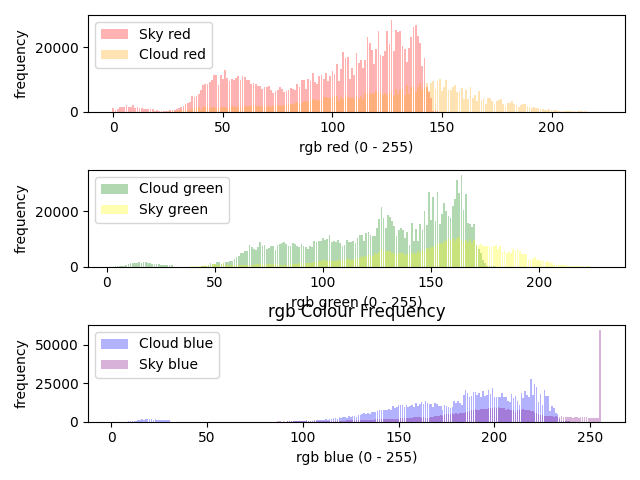 Sky red
Cloud red
frequency
20000
0
0 50 100 150 200
rgb red (0 - 255)
Cloud green
Sky green
frequency
20000
0
0 50 100 150 200
rgb green (0 - 255)
rgb Colour Frequency
Cloud blue
Sky blue
frequency
50000
25000
0
0 50 100 150 200 250
rgb blue (0 - 255)